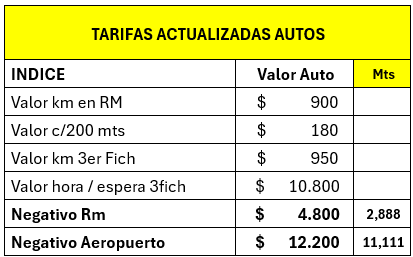 TARIFAS ACTUALIZADAS AUTOS
INDICE Valor Auto Mts
Valor km en RM $ 900
Valor c/200 mts $ 180
Valor km 3er Fich $ 950
Valor hora / espera 3fich $ 10.800
Negativo Rm $ 4.800 2,888
Negativo Aeropuerto $ 12.200 11,111